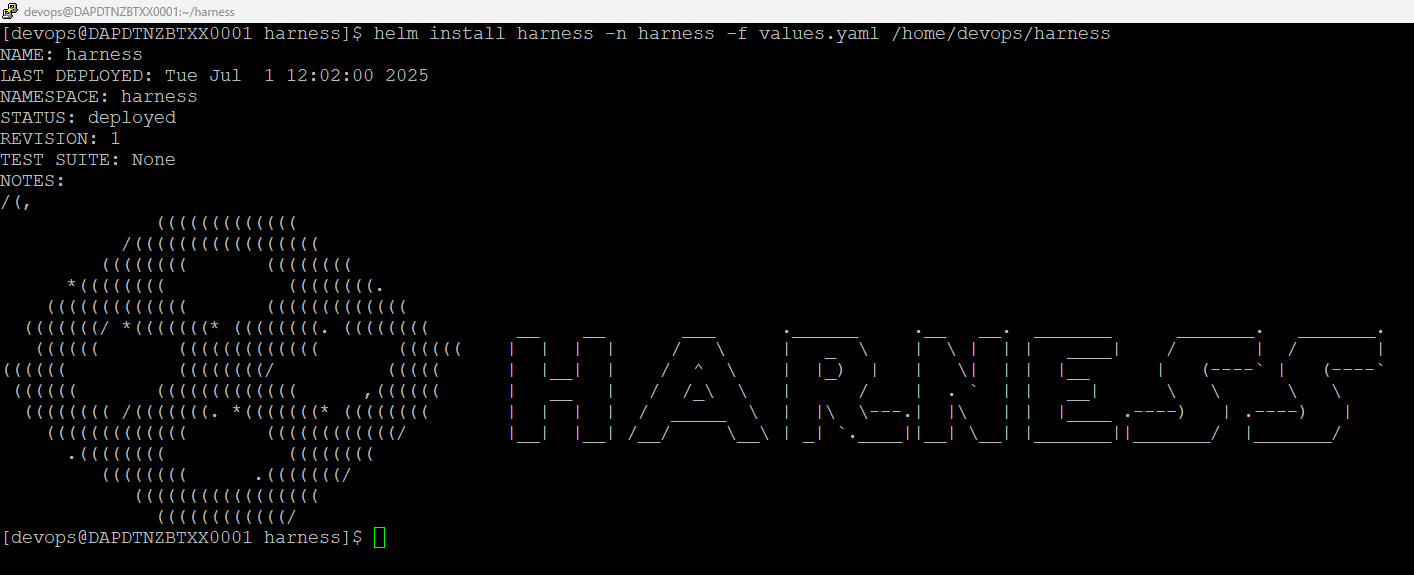 devops@DAPDTNZBTXX0001:~/harness
[devops@DAPDTNZBTXX0001 harness]$ helm install harness -n harness -f values.yaml /home/devops/harness
NAME: harness
LAST DEPLOYED: Tue Jul  1 12:02:00 2025
NAMESPACE: harness
STATUS: deployed
REVISION: 1
TEST SUITE: None
NOTES:
HARNESS
[devops@DAPDTNZBTXX0001 harness]$